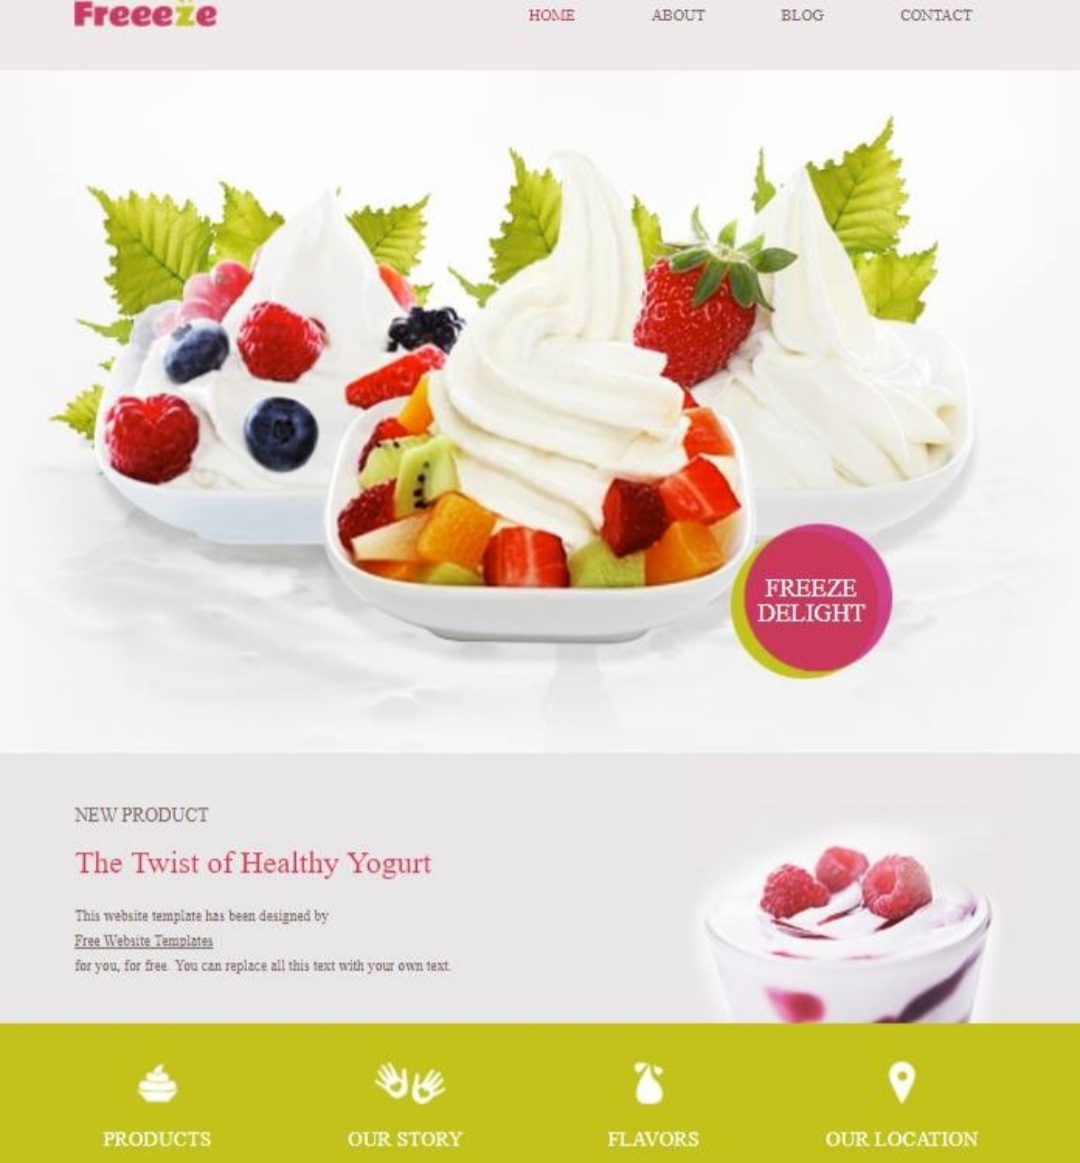 Freeeze
HOME ABOUT BLOG CONTACT
FREEZE
DELIGHT
NEW PRODUCT
The Twist of Healthy Yogurt
This website template has been designed by
Free Website Templates
for you, for free. You can replace all this text with your own text.
PRODUCTS OUR STORY FLAVORS OUR LOCATION